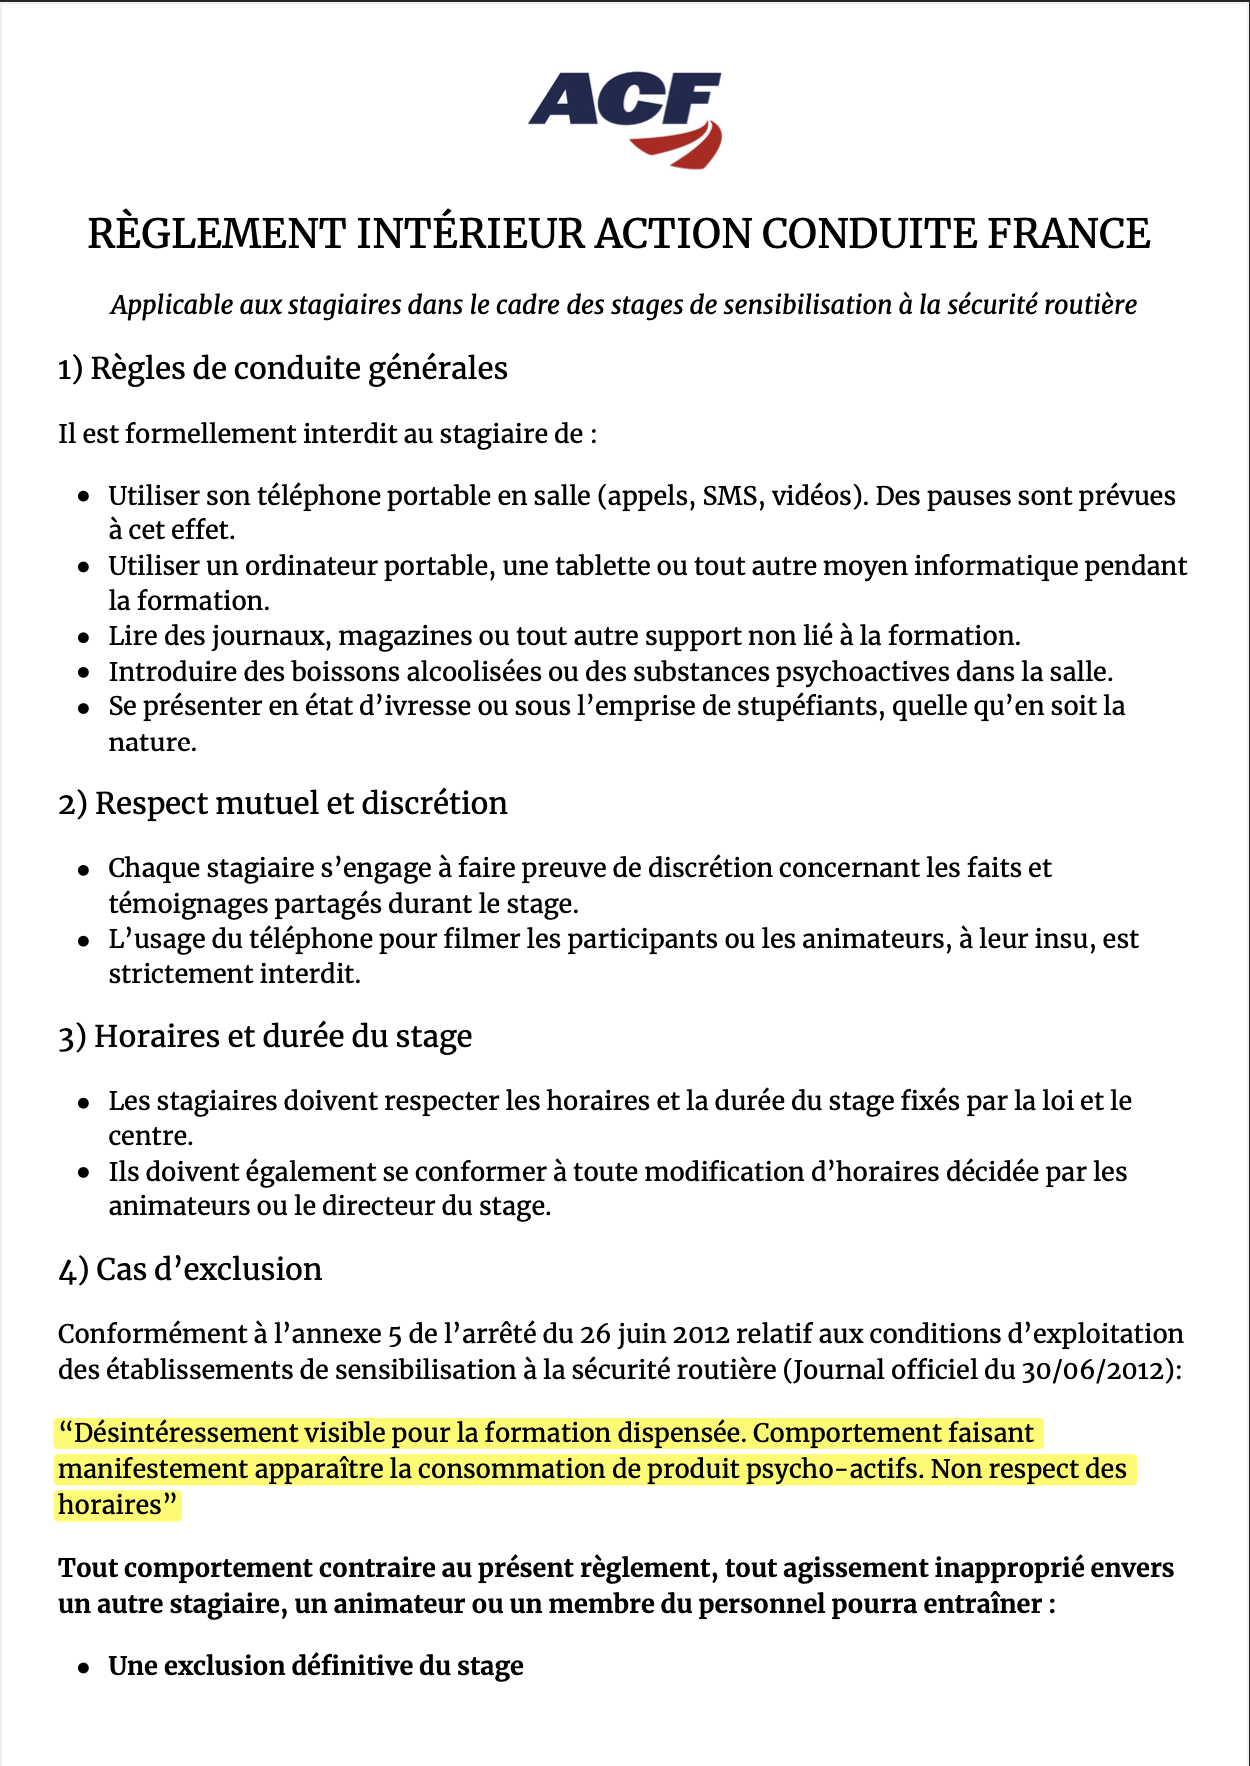 ACF
RÈGLEMENT INTÉRIEUR ACTION CONDUITE FRANCE
Applicable aux stagiaires dans le cadre des stages de sensibilisation à la sécurité routière
1) Règles de conduite générales
Il est formellement interdit au stagiaire de :
• Utiliser son téléphone portable en salle (appels, SMS, vidéos). Des pauses sont prévues
à cet effet.
• Utiliser un ordinateur portable, une tablette ou tout autre moyen informatique pendant
la formation.
• Lire des journaux, magazines ou tout autre support non lié à la formation.
• Introduire des boissons alcoolisées ou des substances psychoactives dans la salle.
• Se présenter en état d’ivresse ou sous l’emprise de stupéfiants, quelle qu’en soit la
nature.
2) Respect mutuel et discrétion
• Chaque stagiaire s’engage à faire preuve de discrétion concernant les faits et
témoignages partagés durant le stage.
• L’usage du téléphone pour filmer les participants ou les animateurs, à leur insu, est
strictement interdit.
3) Horaires et durée du stage
• Les stagiaires doivent respecter les horaires et la durée du stage fixés par la loi et le
centre.
• Ils doivent également se conformer à toute modification d’horaires décidée par les
animateurs ou le directeur du stage.
4) Cas d’exclusion
Conformément à l’annexe 5 de l’arrêté du 26 juin 2012 relatif aux conditions d’exploitation
des établissements de sensibilisation à la sécurité routière (Journal officiel du 30/06/2012):
“Désintéressement visible pour la formation dispensée. Comportement faisant
manifestement apparaître la consommation de produit psycho-actifs. Non respect des
horaires”
Tout comportement contraire au présent règlement, tout agissement inapproprié envers
un autre stagiaire, un animateur ou un membre du personnel pourra entraîner :
• Une exclusion définitive du stage